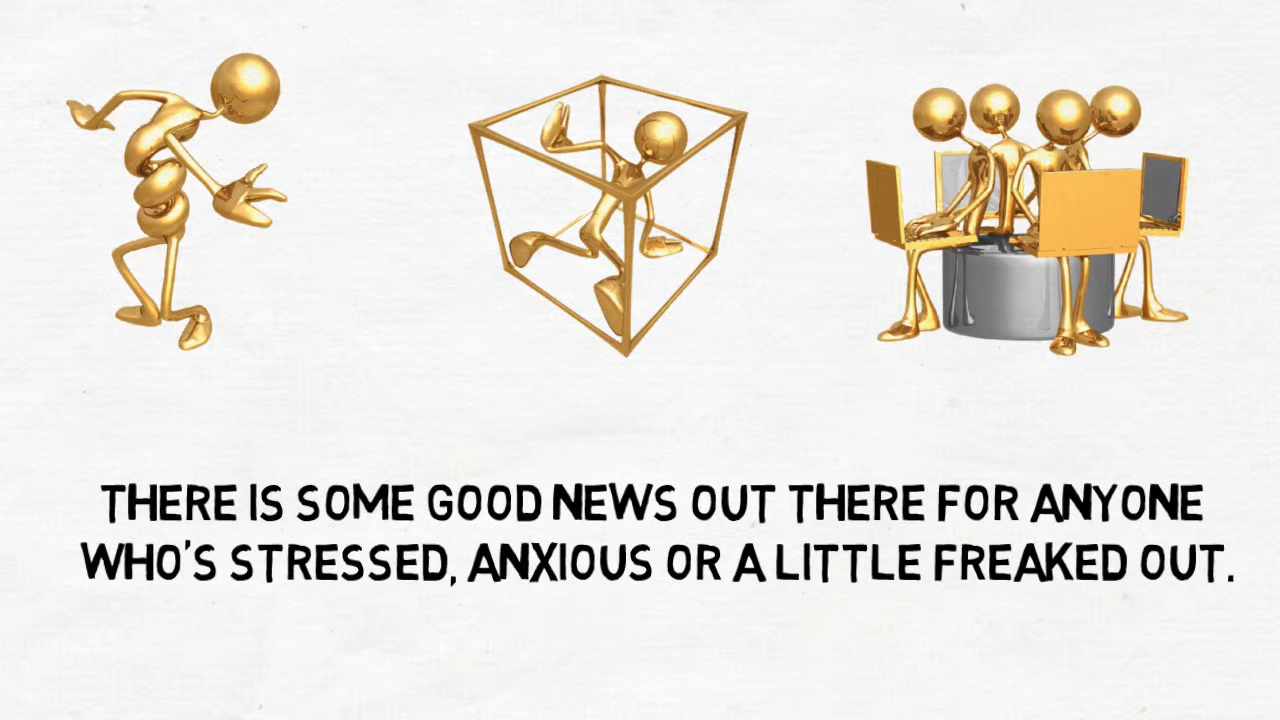 THERE IS SOME GOOD NEWS OUT THERE FOR ANYONE
WHO'S STRESSED, ANXIOUS OR A LITTLE FREAKED OUT.